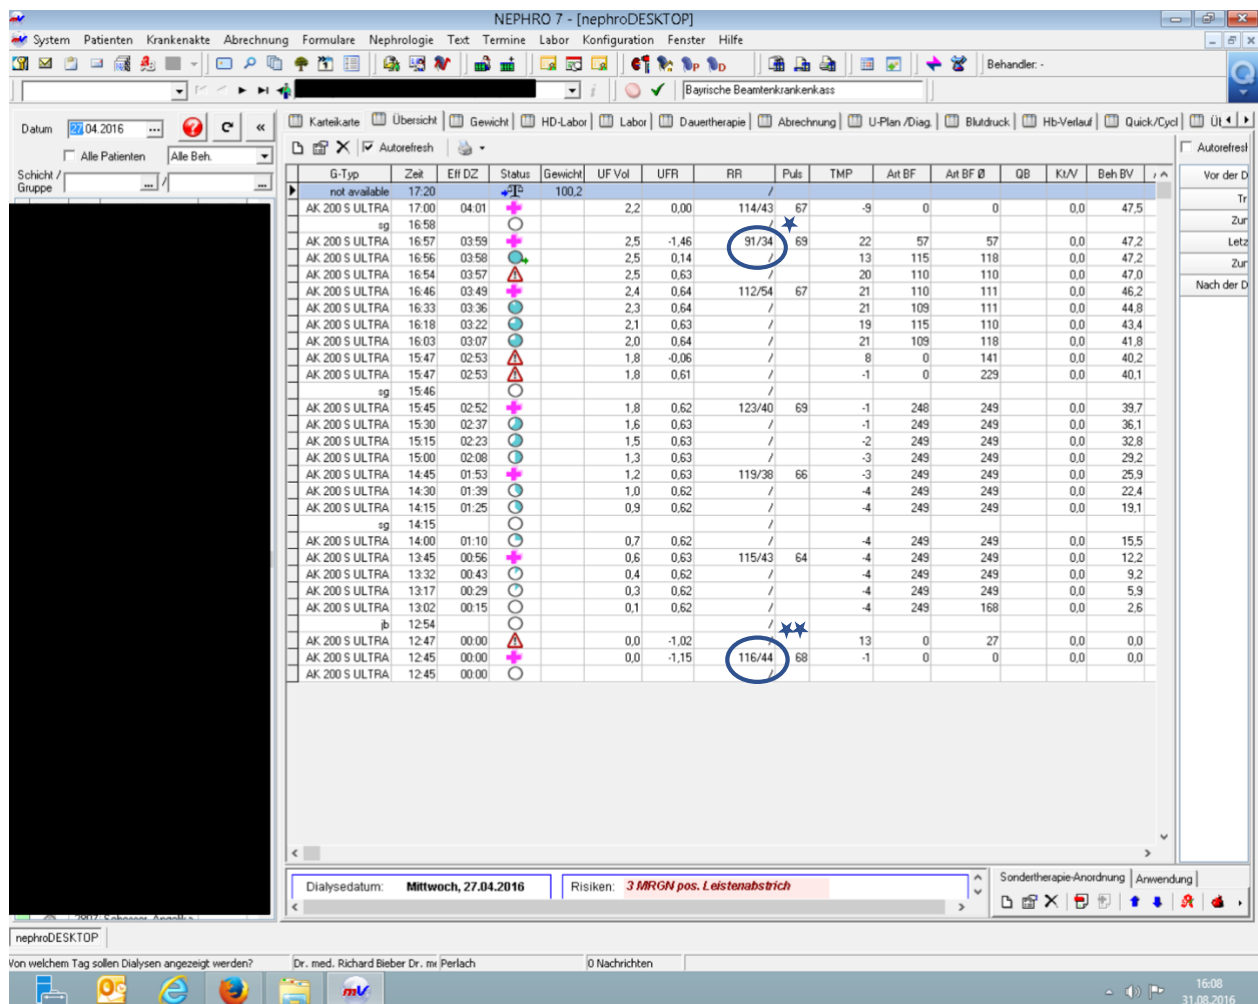 NEPHRO 7 - [nephroDESKTOP]
System Patienten Krankenakte Abrechnung Formulare Nephrologie Text Termine Labor Konfiguration Fenster Hilfe
Behandler: -
Bayrische Beamtenkrankenkass
Datum 27.04.2016 ... «
Karteikarte Übersicht Gewicht HD-Labor Labor Dauertherapie Abrechnung U-Plan /Diag. Blutdruck Hb-Verlauf Quick/Cycl
Alle Patienten Alle Beh.
Autorefresh
Autorefresh
Schicht /
Gruppe ... / ...
G-Typ Zeit Eff DZ Status Gewicht UF Vol UFR RR Puls TMP Art BF Art BF Ø QB Kt/V Beh BV
not available 17:20 100,2 /
AK 200 S ULTRA 17:00 04:01 2,2 0,00 114/43 67 -9 0 0 0,0 47,5
sg 16:58 /
AK 200 S ULTRA 16:57 03:59 2,5 -1,46 91/34 69 22 57 57 0,0 47,2
AK 200 S ULTRA 16:56 03:58 2,5 0,14 / 13 115 118 0,0 47,2
AK 200 S ULTRA 16:54 03:57 2,5 0,63 / 20 110 110 0,0 47,0
AK 200 S ULTRA 16:46 03:49 2,4 0,64 112/54 67 21 110 111 0,0 46,2
AK 200 S ULTRA 16:33 03:36 2,3 0,64 / 21 109 111 0,0 44,8
AK 200 S ULTRA 16:18 03:22 2,1 0,63 / 19 115 110 0,0 43,4
AK 200 S ULTRA 16:03 03:07 2,0 0,64 / 21 109 118 0,0 41,8
AK 200 S ULTRA 15:47 02:53 1,8 -0,06 / 8 0 141 0,0 40,2
AK 200 S ULTRA 15:47 02:53 1,8 0,61 / -1 0 229 0,0 40,1
sg 15:46 /
AK 200 S ULTRA 15:45 02:52 1,8 0,62 123/40 69 -1 248 249 0,0 39,7
AK 200 S ULTRA 15:30 02:37 1,6 0,63 / -1 249 249 0,0 36,1
AK 200 S ULTRA 15:15 02:23 1,5 0,63 / -2 249 249 0,0 32,8
AK 200 S ULTRA 15:00 02:08 1,3 0,63 / -3 249 249 0,0 29,2
AK 200 S ULTRA 14:45 01:53 1,2 0,63 119/38 66 -3 249 249 0,0 25,9
AK 200 S ULTRA 14:30 01:39 1,0 0,62 / -4 249 249 0,0 22,4
AK 200 S ULTRA 14:15 01:25 0,9 0,62 / -4 249 249 0,0 19,1
sg 14:15 /
AK 200 S ULTRA 14:00 01:10 0,7 0,62 / -4 249 249 0,0 15,5
AK 200 S ULTRA 13:45 00:56 0,6 0,63 115/43 64 -4 249 249 0,0 12,2
AK 200 S ULTRA 13:32 00:43 0,4 0,62 / -4 249 249 0,0 9,2
AK 200 S ULTRA 13:17 00:29 0,3 0,62 / -4 249 249 0,0 5,9
AK 200 S ULTRA 13:02 00:15 0,1 0,62 / -4 249 168 0,0 2,6
jb 12:54 /
AK 200 S ULTRA 12:47 00:00 0,0 -1,02 / 13 0 27 0,0 0,0
AK 200 S ULTRA 12:45 00:00 0,0 -1,15 116/44 68 -1 0 0 0,0 0,0
AK 200 S ULTRA 12:45 00:00 /
Vor der D
Tr
Zur
Letz
Zur
Nach der D
Dialysedatum: Mittwoch, 27.04.2016 Risiken: 3 MRGN pos. Leistenabstrich
Sondertherapie-Anordnung Anwendung
nephroDESKTOP
Von welchem Tag sollen Dialysen angezeigt werden? Dr. med. Richard Bieber Dr. me Perlach 0 Nachrichten
16:08
31.08.2016